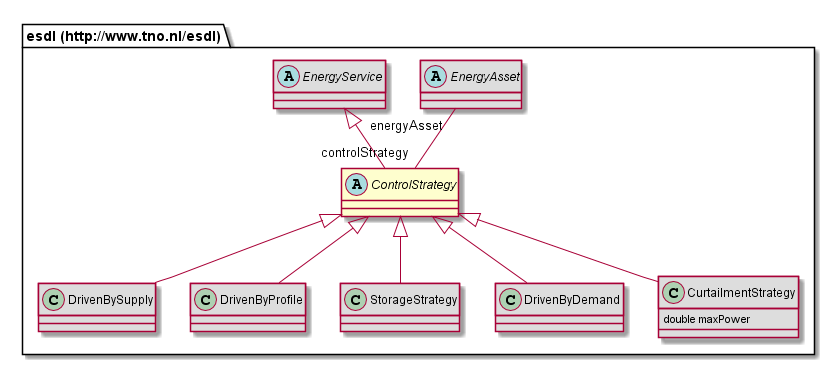 esdl (http://www.tno.nl/esdl)
A EnergyService
A EnergyAsset
energyAsset
controlStrategy
A ControlStrategy
C DrivenBySupply
C DrivenByProfile
C StorageStrategy
C DrivenByDemand
C CurtailmentStrategy
double maxPower